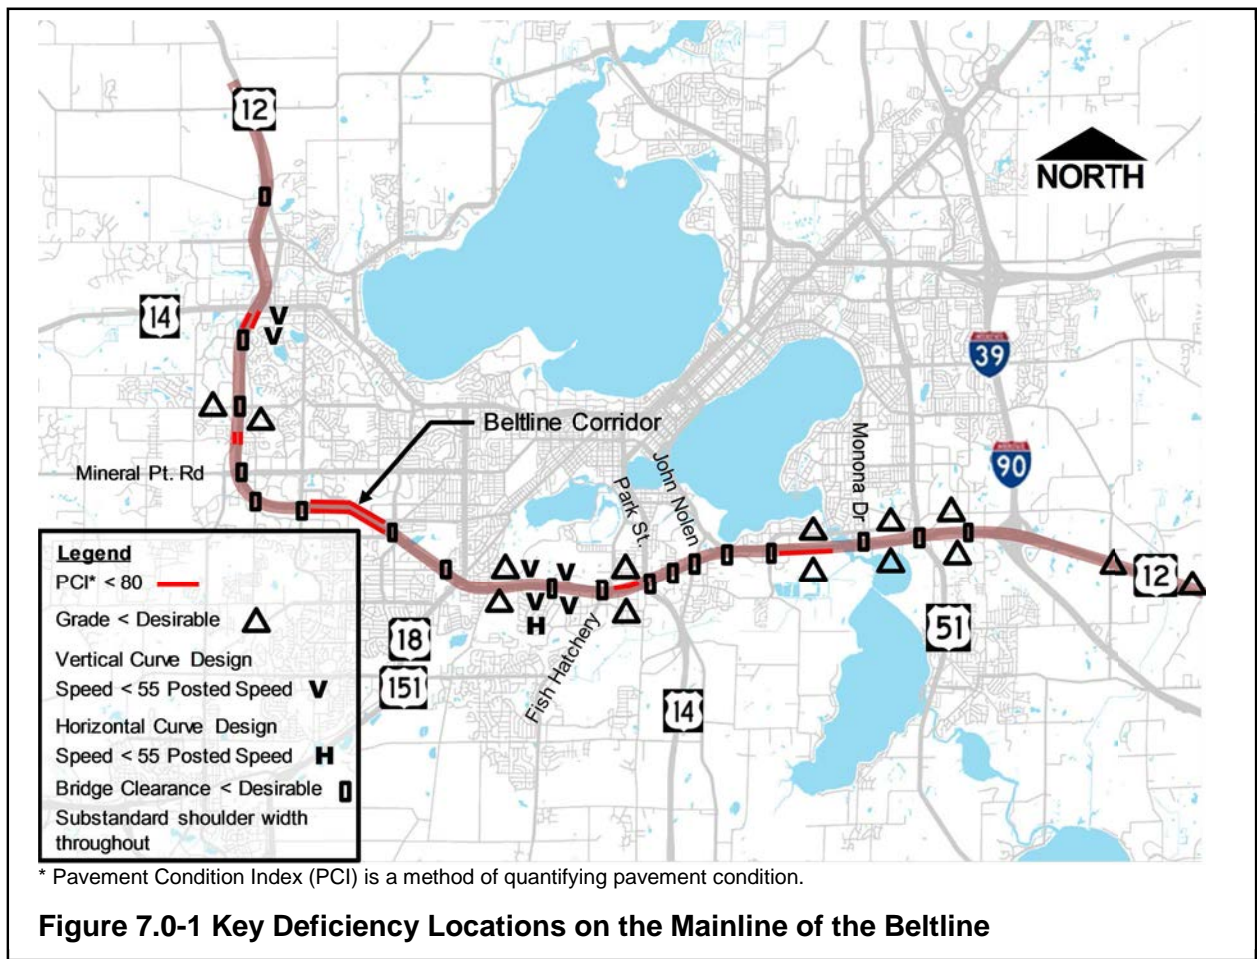 12
NORTH
14
39
Beltline Corridor
Mineral Pt. Rd
90
Monona Dr
John Nolen
Park St.
12
51
18
151
Fish Hatchery
14
Legend
PCI* < 80
Grade < Desirable
Vertical Curve Design
Speed < 55 Posted Speed V
Horizontal Curve Design
Speed < 55 Posted Speed H
Bridge Clearance < Desirable
Substandard shoulder width
throughout
V
V
V V
V V
H
* Pavement Condition Index (PCI) is a method of quantifying pavement condition.
Figure 7.0-1 Key Deficiency Locations on the Mainline of the Beltline